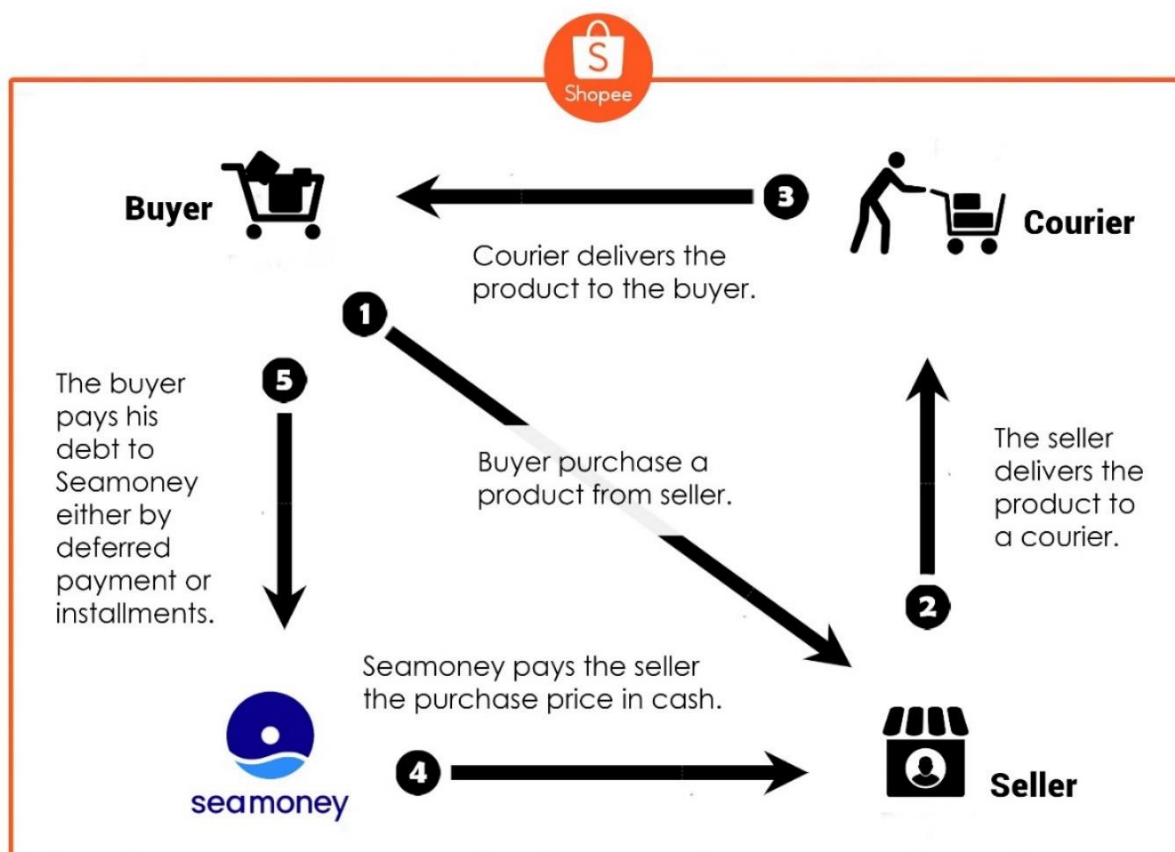 S
Shopee
Buyer
3
Courier
Courier delivers the
product to the buyer.
1
5
The buyer
pays his
debt to
Seamoney
either by
deferred
payment or
installments.
Buyer purchase a
product from seller.
The seller
delivers the
product to
a courier.
2
Seamoney pays the seller
the purchase price in cash.
seamoney
4
Seller